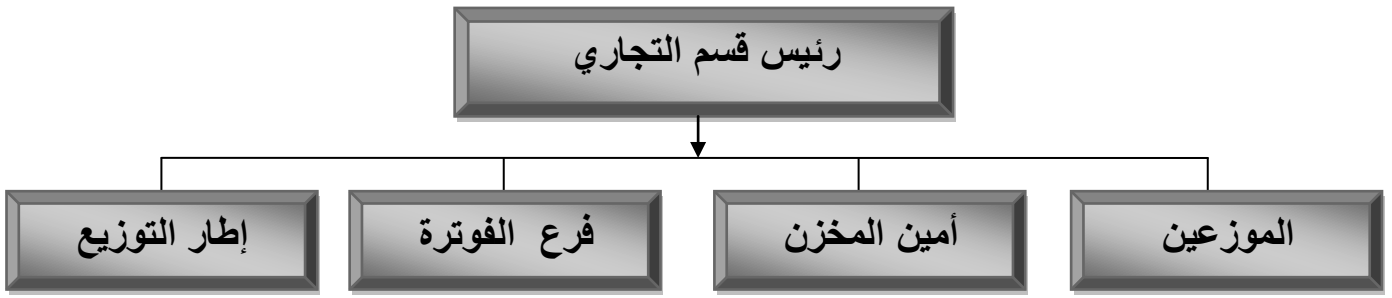 رئيس قسم التجاري
الموزعين
أمين المخزن
فرع الفوترة
إطار التوزيع